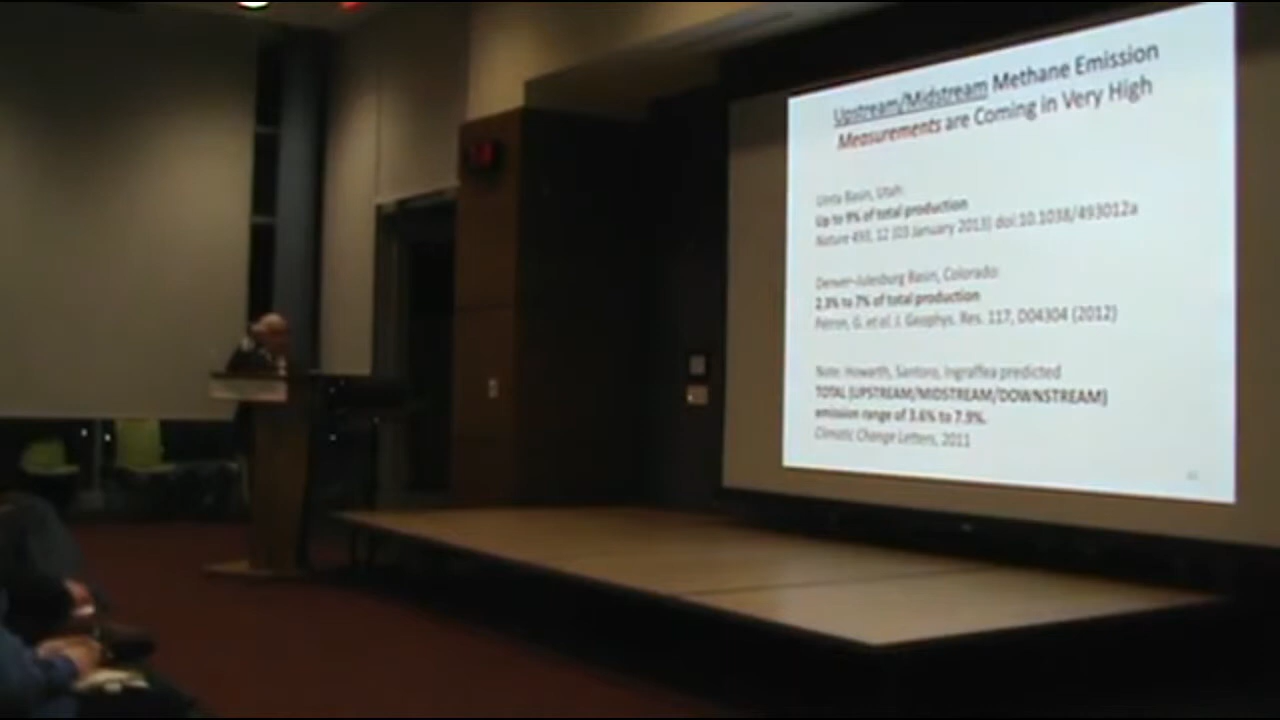 Upstream/Midstream Methane Emission
Measurements are Coming in Very High
Uinta Basin, Utah:
Up to 9% of total production
Nature 493, 12 (03 January 2013) doi:10.1038/493012a
Denver-Julesburg Basin, Colorado:
2.3% to 7% of total production
Petron, G. et al. J. Geophys. Res. 117, D04304 (2012)
Note: Howarth, Santoro, Ingraffea predicted
TOTAL (UPSTREAM/MIDSTREAM/DOWNSTREAM)
emission range of 3.6% to 7.9%.
Climatic Change Letters, 2011